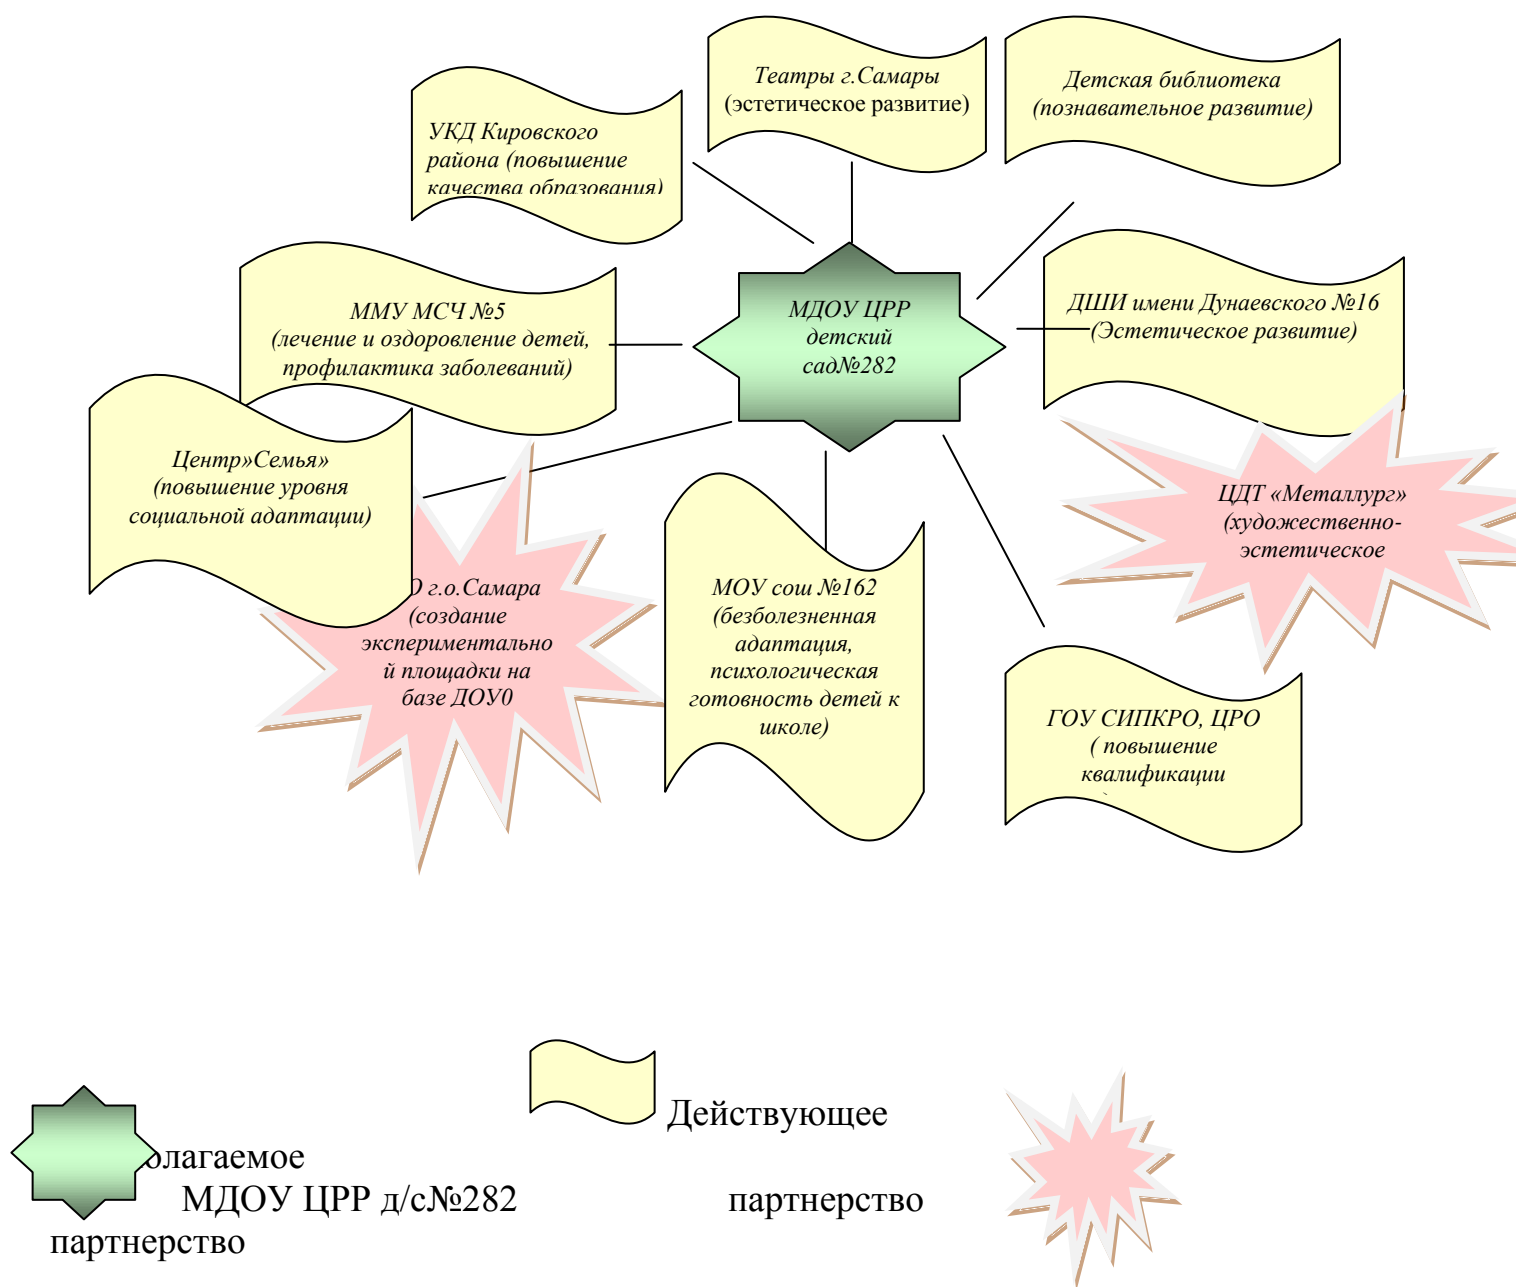 Театры г.Самары
(эстетическое развитие)
Детская библиотека
(познавательное развитие)
УКД Кировского
района (повышение
качества образования)
ММУ МСЧ №5
(лечение и оздоровление детей,
профилактика заболеваний)
МДОУ ЦРР
детский
сад№282
ДШИ имени Дунаевского №16
(Эстетическое развитие)
Центр»Семья»
(повышение уровня
социальной адаптации)
ЦДТ «Металлург»
(художественно-
эстетическое
г.о.Самара
(создание
экспериментально
й площадки на
базе ДОУ0
МОУ сош №162
(безболезненная
адаптация,
психологическая
готовность детей к
школе)
ГОУ СИПКРО, ЦРО
( повышение
квалификации
Действующее
олагаемое
МДОУ ЦРР д/с№282 партнерство
партнерство